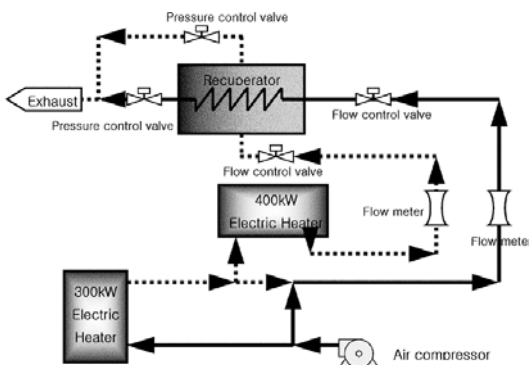 Pressure control valve
Recuperator
Exhaust
Pressure control valve
Flow control valve
Flow control valve
400kW
Electric Heater
Flow meter
Flow meter
300kW
Electric
Heater
Air compressor